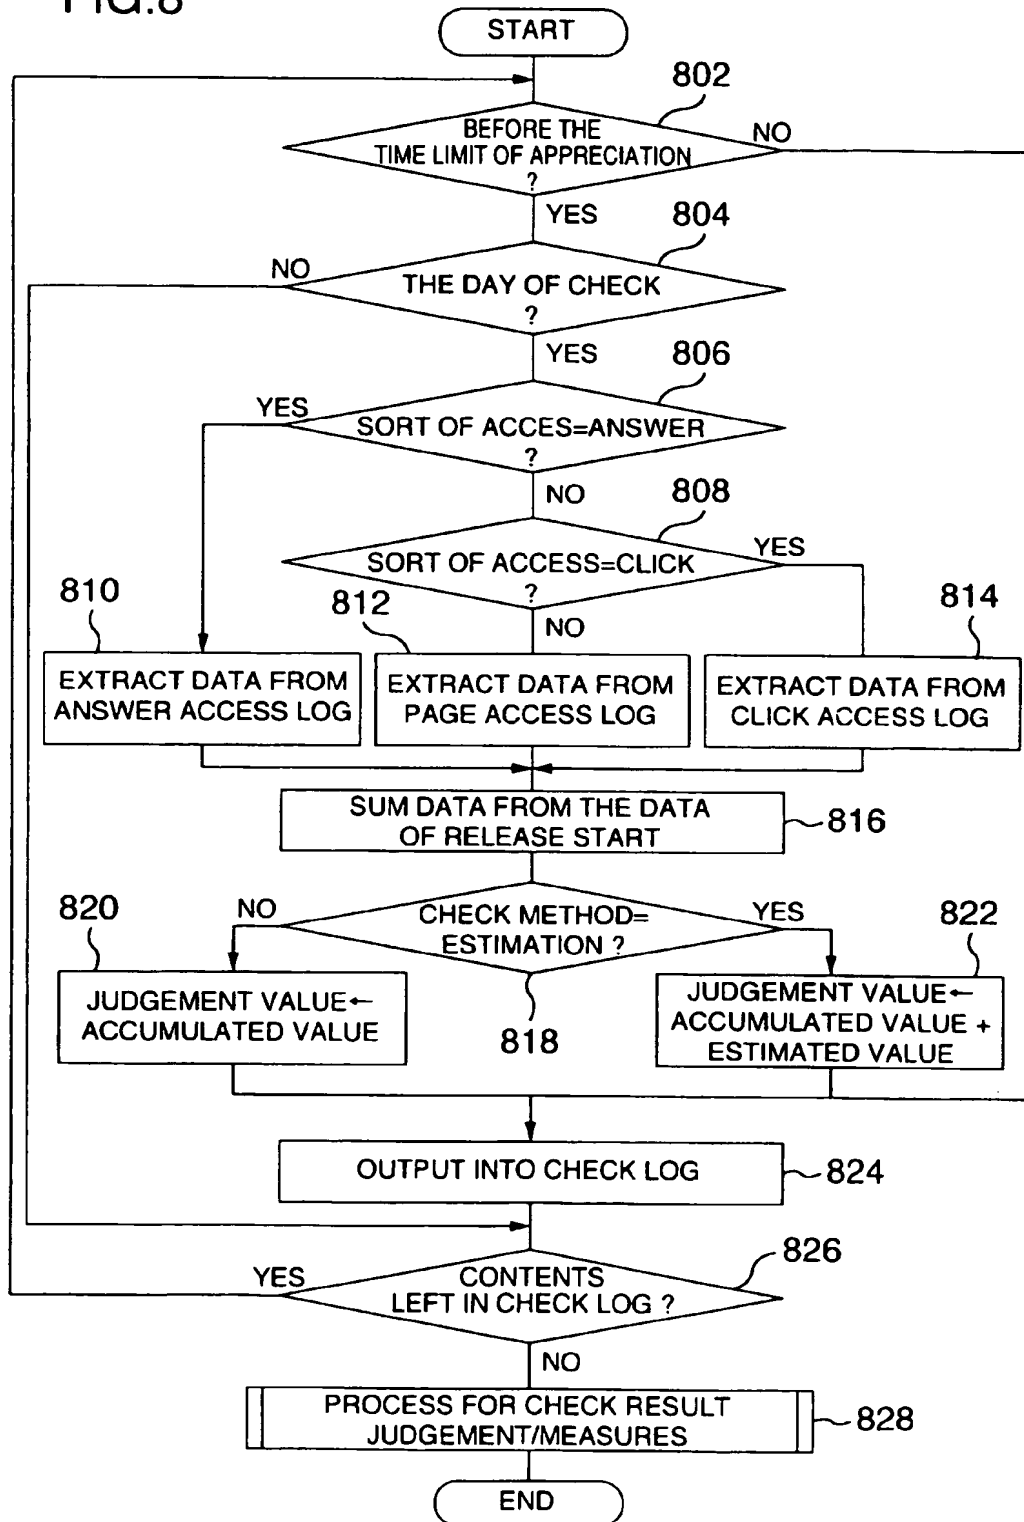 FIG.8
START
802
BEFORE THE
TIME LIMIT OF APPRECIATION
?
NO
YES
804
NO
THE DAY OF CHECK
?
YES
806
YES
SORT OF ACCES=ANSWER
?
NO
808
SORT OF ACCESS=CLICK
?
YES
NO
810
812
814
EXTRACT DATA FROM
ANSWER ACCESS LOG
EXTRACT DATA FROM
PAGE ACCESS LOG
EXTRACT DATA FROM
CLICK ACCESS LOG
SUM DATA FROM THE DATA
OF RELEASE START
816
820
NO
CHECK METHOD=
ESTIMATION ?
YES
822
JUDGEMENT VALUE←
ACCUMULATED VALUE
818
JUDGEMENT VALUE←
ACCUMULATED VALUE +
ESTIMATED VALUE
OUTPUT INTO CHECK LOG
824
826
YES
CONTENTS
LEFT IN CHECK LOG ?
NO
PROCESS FOR CHECK RESULT
JUDGEMENT/MEASURES
828
END